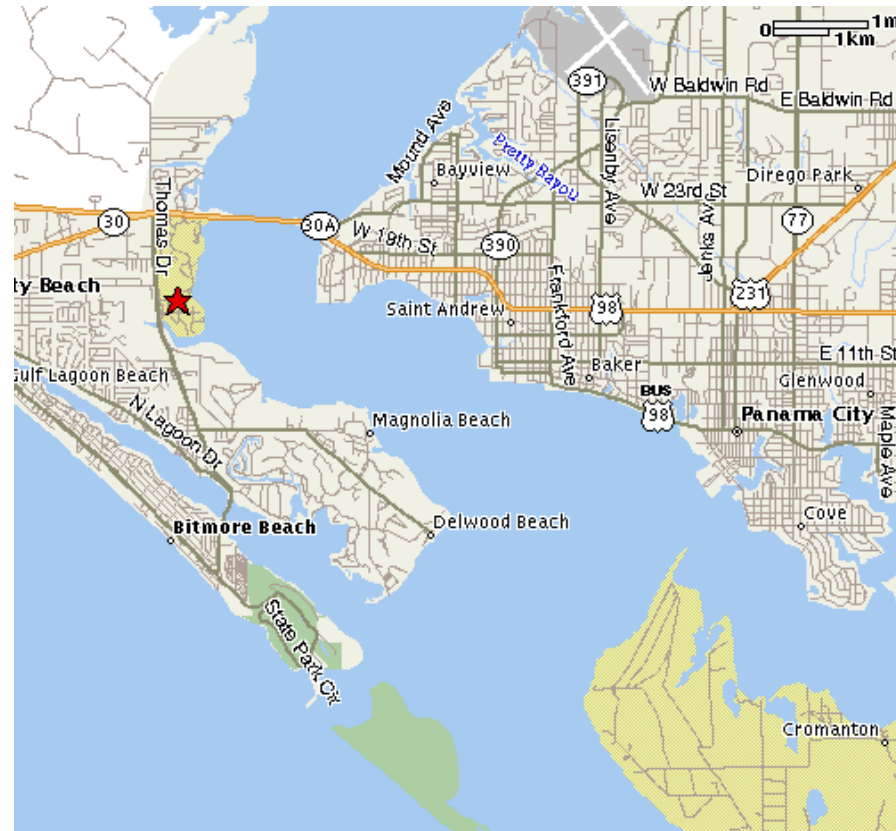 1m
0
1km
391
W Baldwin Rd
E Baldwin Rd
Mound Ave
Lisenby Ave
Pretty Bayou
Bayview
Dirego Park
W 23rd St
Thomas Dr
30
30A
W 19th St
390
77
Jenks Avr
ty Beach
Frankford Ave
231
98
Saint Andrew
E 11th St
Baker
Gulf Lagoon Beach
Glenwood
BUS
98
N Lagoon Dr
Magnolia Beach
Panama City
Maple Ave
Bitmore Beach
Delwood Beach
Cove
State Park Cir
Cromanton